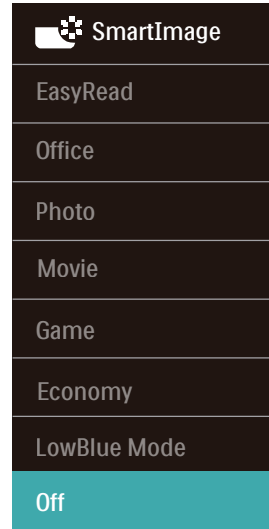 SmartImage
EasyRead
Office
Photo
Movie
Game
Economy
LowBlue Mode
Off